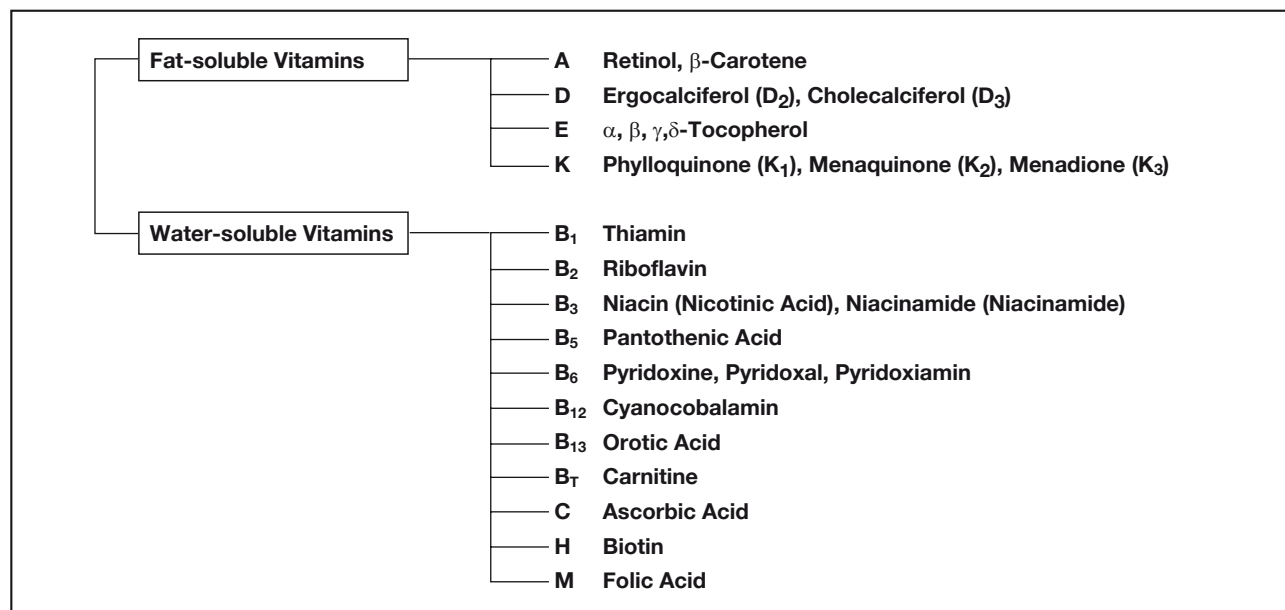 Fat-soluble Vitamins
A Retinol, β-Carotene
D Ergocalciferol (D₂), Cholecalciferol (D₃)
E α, β, γ,δ-Tocopherol
K Phylloquinone (K₁), Menaquinone (K₂), Menadione (K₃)
Water-soluble Vitamins
B₁ Thiamin
B₂ Riboflavin
B₃ Niacin (Nicotinic Acid), Niacinamide (Niacinamide)
B₅ Pantothenic Acid
B₆ Pyridoxine, Pyridoxal, Pyridoxiamin
B₁₂ Cyanocobalamin
B₁₃ Orotic Acid
B_T Carnitine
C Ascorbic Acid
H Biotin
M Folic Acid